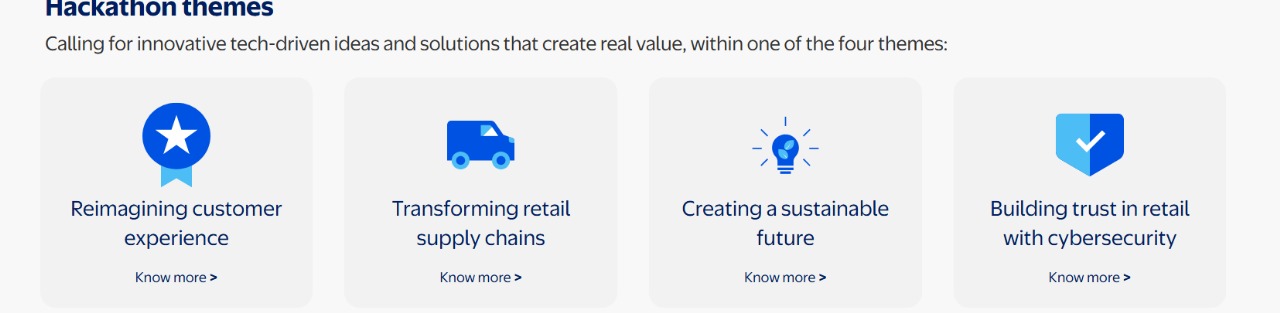 Hackathon themes
Calling for innovative tech-driven ideas and solutions that create real value, within one of the four themes:
Reimagining customer
experience
Know more >
Transforming retail
supply chains
Know more >
Creating a sustainable
future
Know more >
Building trust in retail
with cybersecurity
Know more >